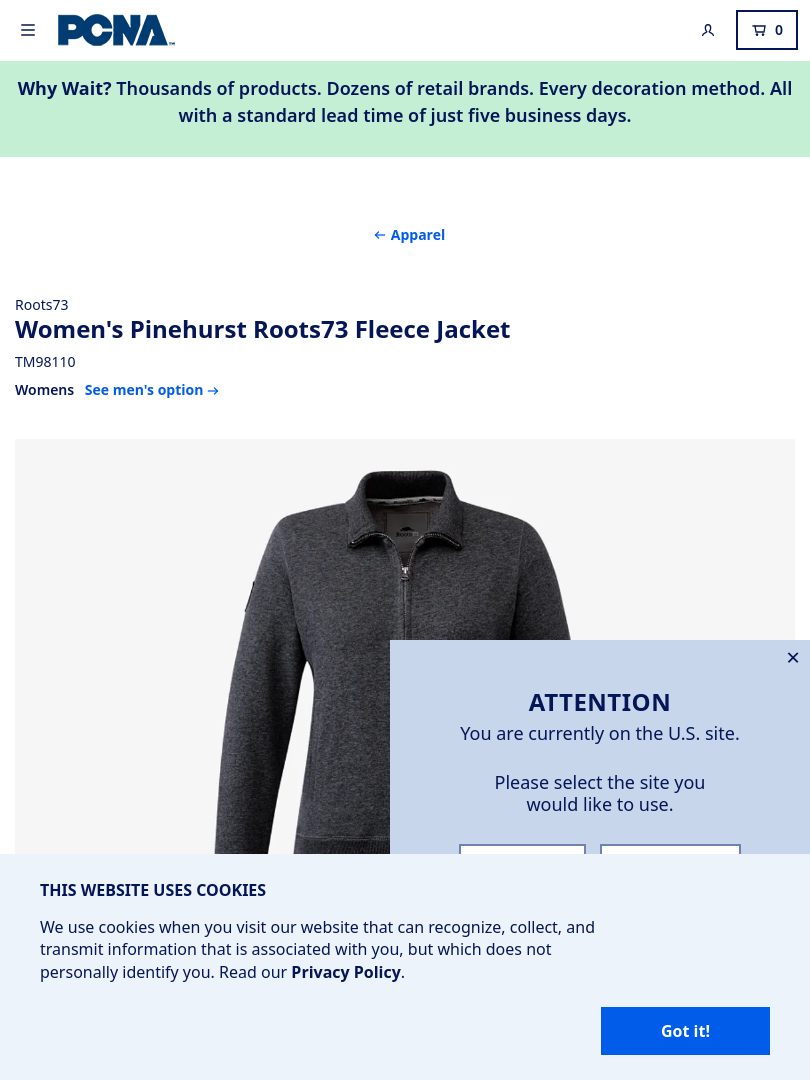 PCNA
0
Why Wait? Thousands of products. Dozens of retail brands. Every decoration method. All
with a standard lead time of just five business days.
← Apparel
Roots73
Women's Pinehurst Roots73 Fleece Jacket
TM98110
Womens See men's option →
ATTENTION
You are currently on the U.S. site.
Please select the site you
would like to use.
THIS WEBSITE USES COOKIES
We use cookies when you visit our website that can recognize, collect, and
transmit information that is associated with you, but which does not
personally identify you. Read our Privacy Policy.
Got it!